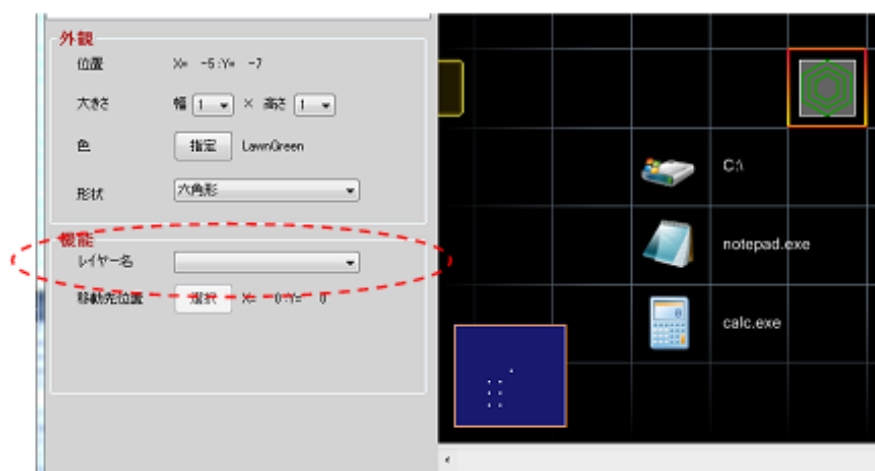 外観
位置 X= -5:Y= -7
大きさ 幅 1 × 高さ 1
色 指定 LawnGreen
形状 六角形
機能
レイヤー名
移動先位置 選択 X= 0:Y= 0
C:\
notepad.exe
calc.exe